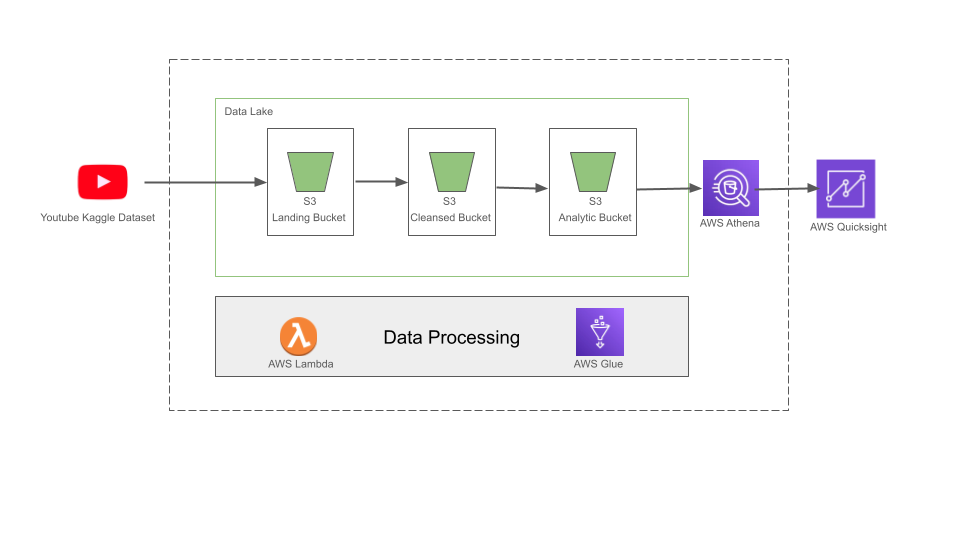 Data Lake
S3
Landing Bucket
S3
Cleansed Bucket
S3
Analytic Bucket
Youtube Kaggle Dataset
AWS Athena
AWS Quicksight
Data Processing
AWS Lambda
AWS Glue